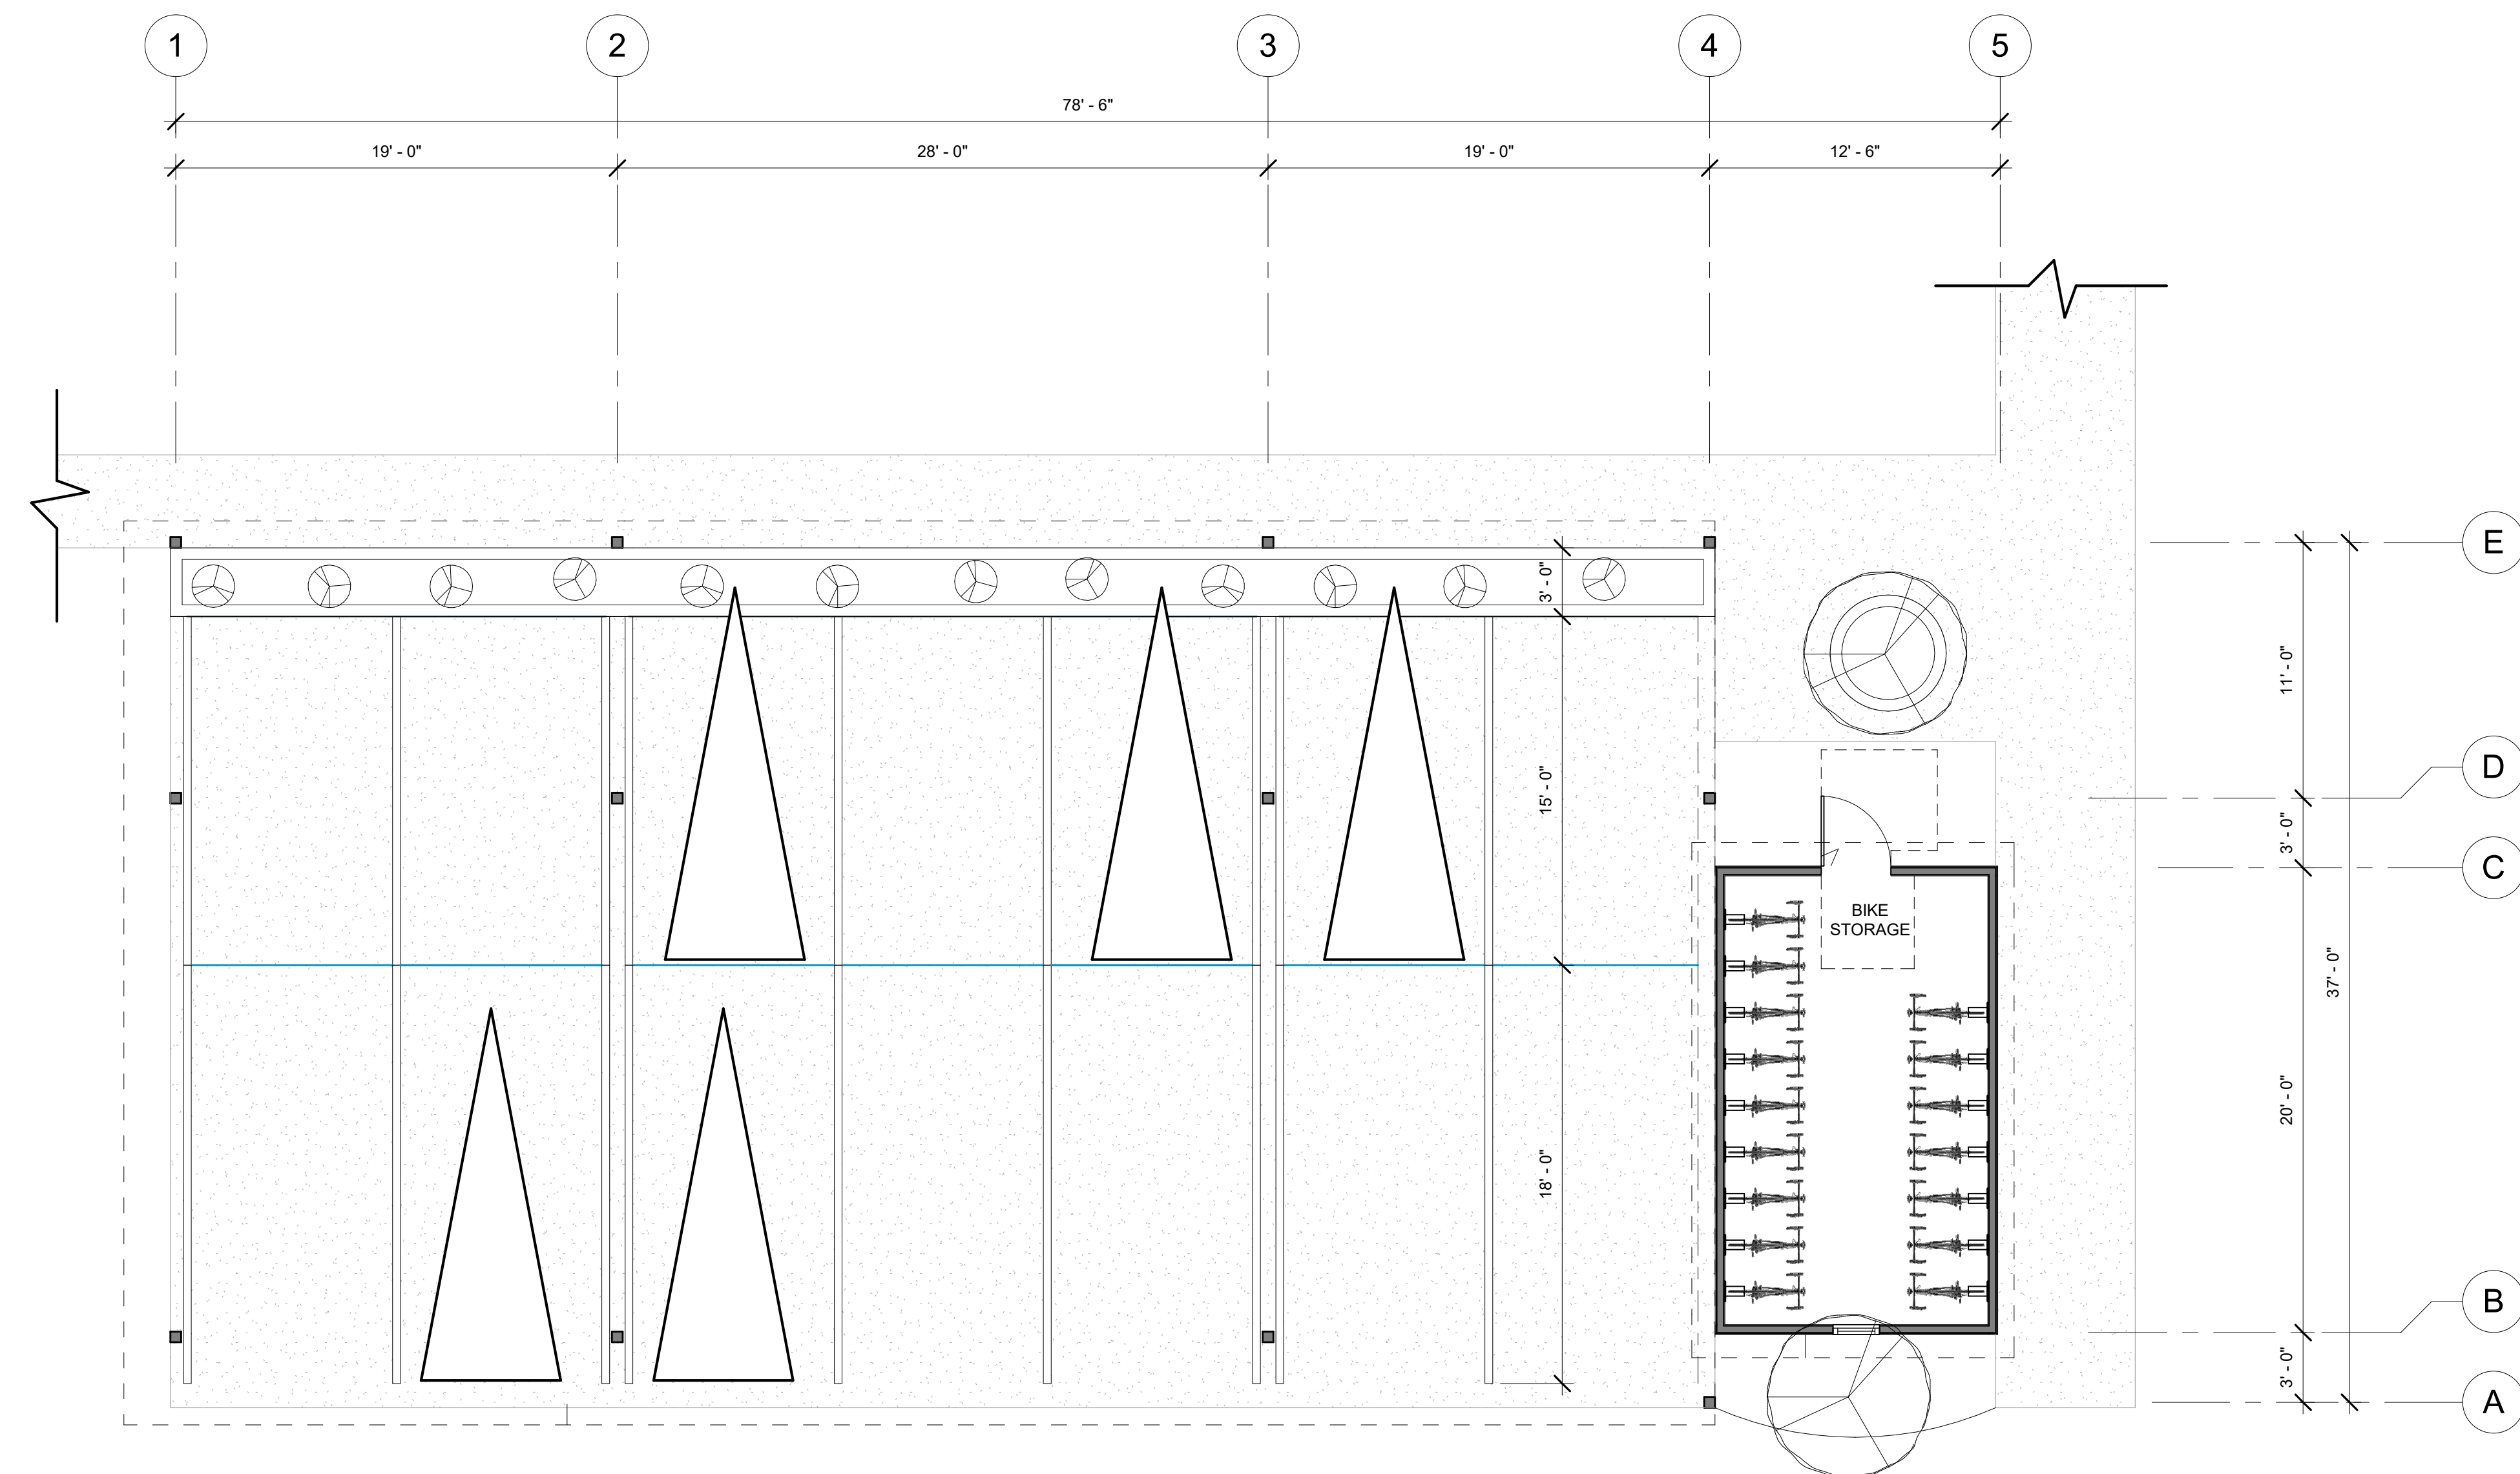 1
2
3
4
5
78' - 6"
19' - 0"
28' - 0"
19' - 0"
12' - 6"
E
3' - 0"
11' - 0"
D
15' - 0"
3' - 0"
C
BIKE
STORAGE
37' - 0"
20' - 0"
18' - 0"
B
3' - 0"
A